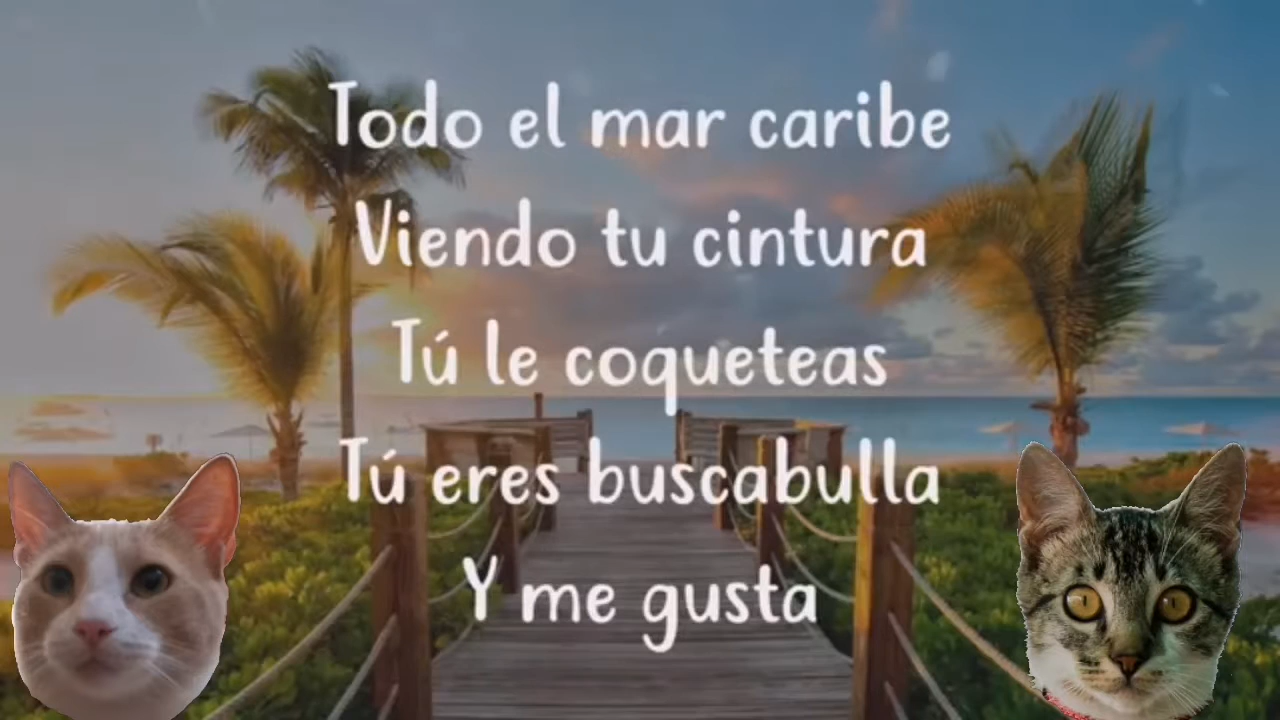 Todo el mar caribe
Viendo tu cintura
Tú le coqueteas
Tú eres buscabulla
Y me gusta